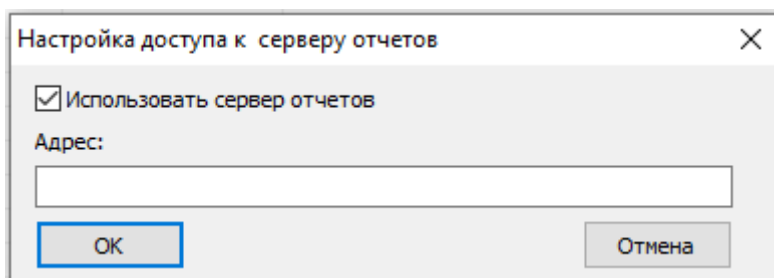 Настройка доступа к  серверу отчетов
Использовать сервер отчетов
Адрес:
OK
Отмена